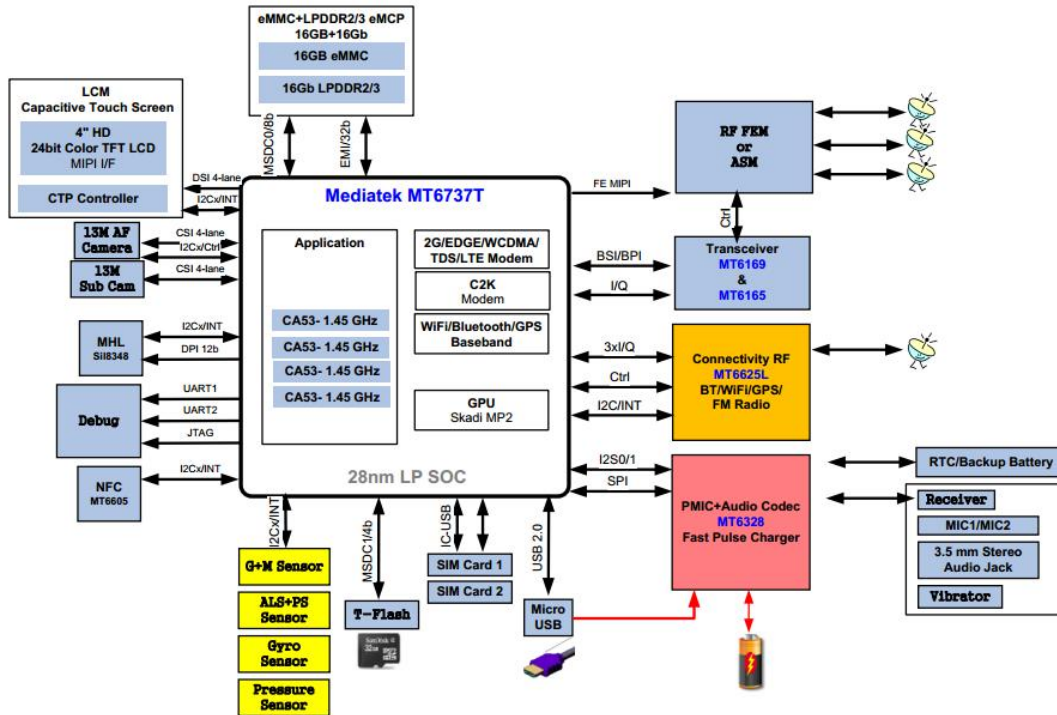 eMMC+LPDDR2/3 eMCP
16GB+16Gb
16GB eMMC
16Gb LPDDR2/3
LCM
Capacitive Touch Screen
4" HD
24bit Color TFT LCD
MIPI I/F
CTP Controller
MSDC0/8b
EMI/32b
DSI 4-lane
I2Cx/INT
13M AF
Camera
CSI 4-lane
I2Cx/Ctrl
13M
Sub Cam
CSI 4-lane
MHL
Sil8348
I2Cx/INT
DPI 12b
Debug
UART1
UART2
JTAG
NFC
MT6605
I2Cx/INT
Mediatek MT6737T
Application
CA53- 1.45 GHz
CA53- 1.45 GHz
CA53- 1.45 GHz
CA53- 1.45 GHz
2G/EDGE/WCDMA/
TDS/LTE Modem
C2K
Modem
WiFi/Bluetooth/GPS
Baseband
GPU
Skadi MP2
28nm LP SOC
FE MIPI
RF FEM
or
ASM
Ctrl
BSI/BPI
I/Q
Transceiver
MT6169
&
MT6165
3xI/Q
Ctrl
I2C/INT
Connectivity RF
MT6625L
BT/WiFi/GPS/
FM Radio
I2S0/1
SPI
PMIC+Audio Codec
MT6328
Fast Pulse Charger
RTC/Backup Battery
Receiver
MIC1/MIC2
3.5 mm Stereo
Audio Jack
Vibrator
I2Cx/INT
G+M Sensor
ALS+PS
Sensor
Gyro
Sensor
Pressure
Sensor
MSDC1/4b
T-Flash
SanDisk
32GB
IC-USB
SIM Card 1
SIM Card 2
USB 2.0
Micro
USB